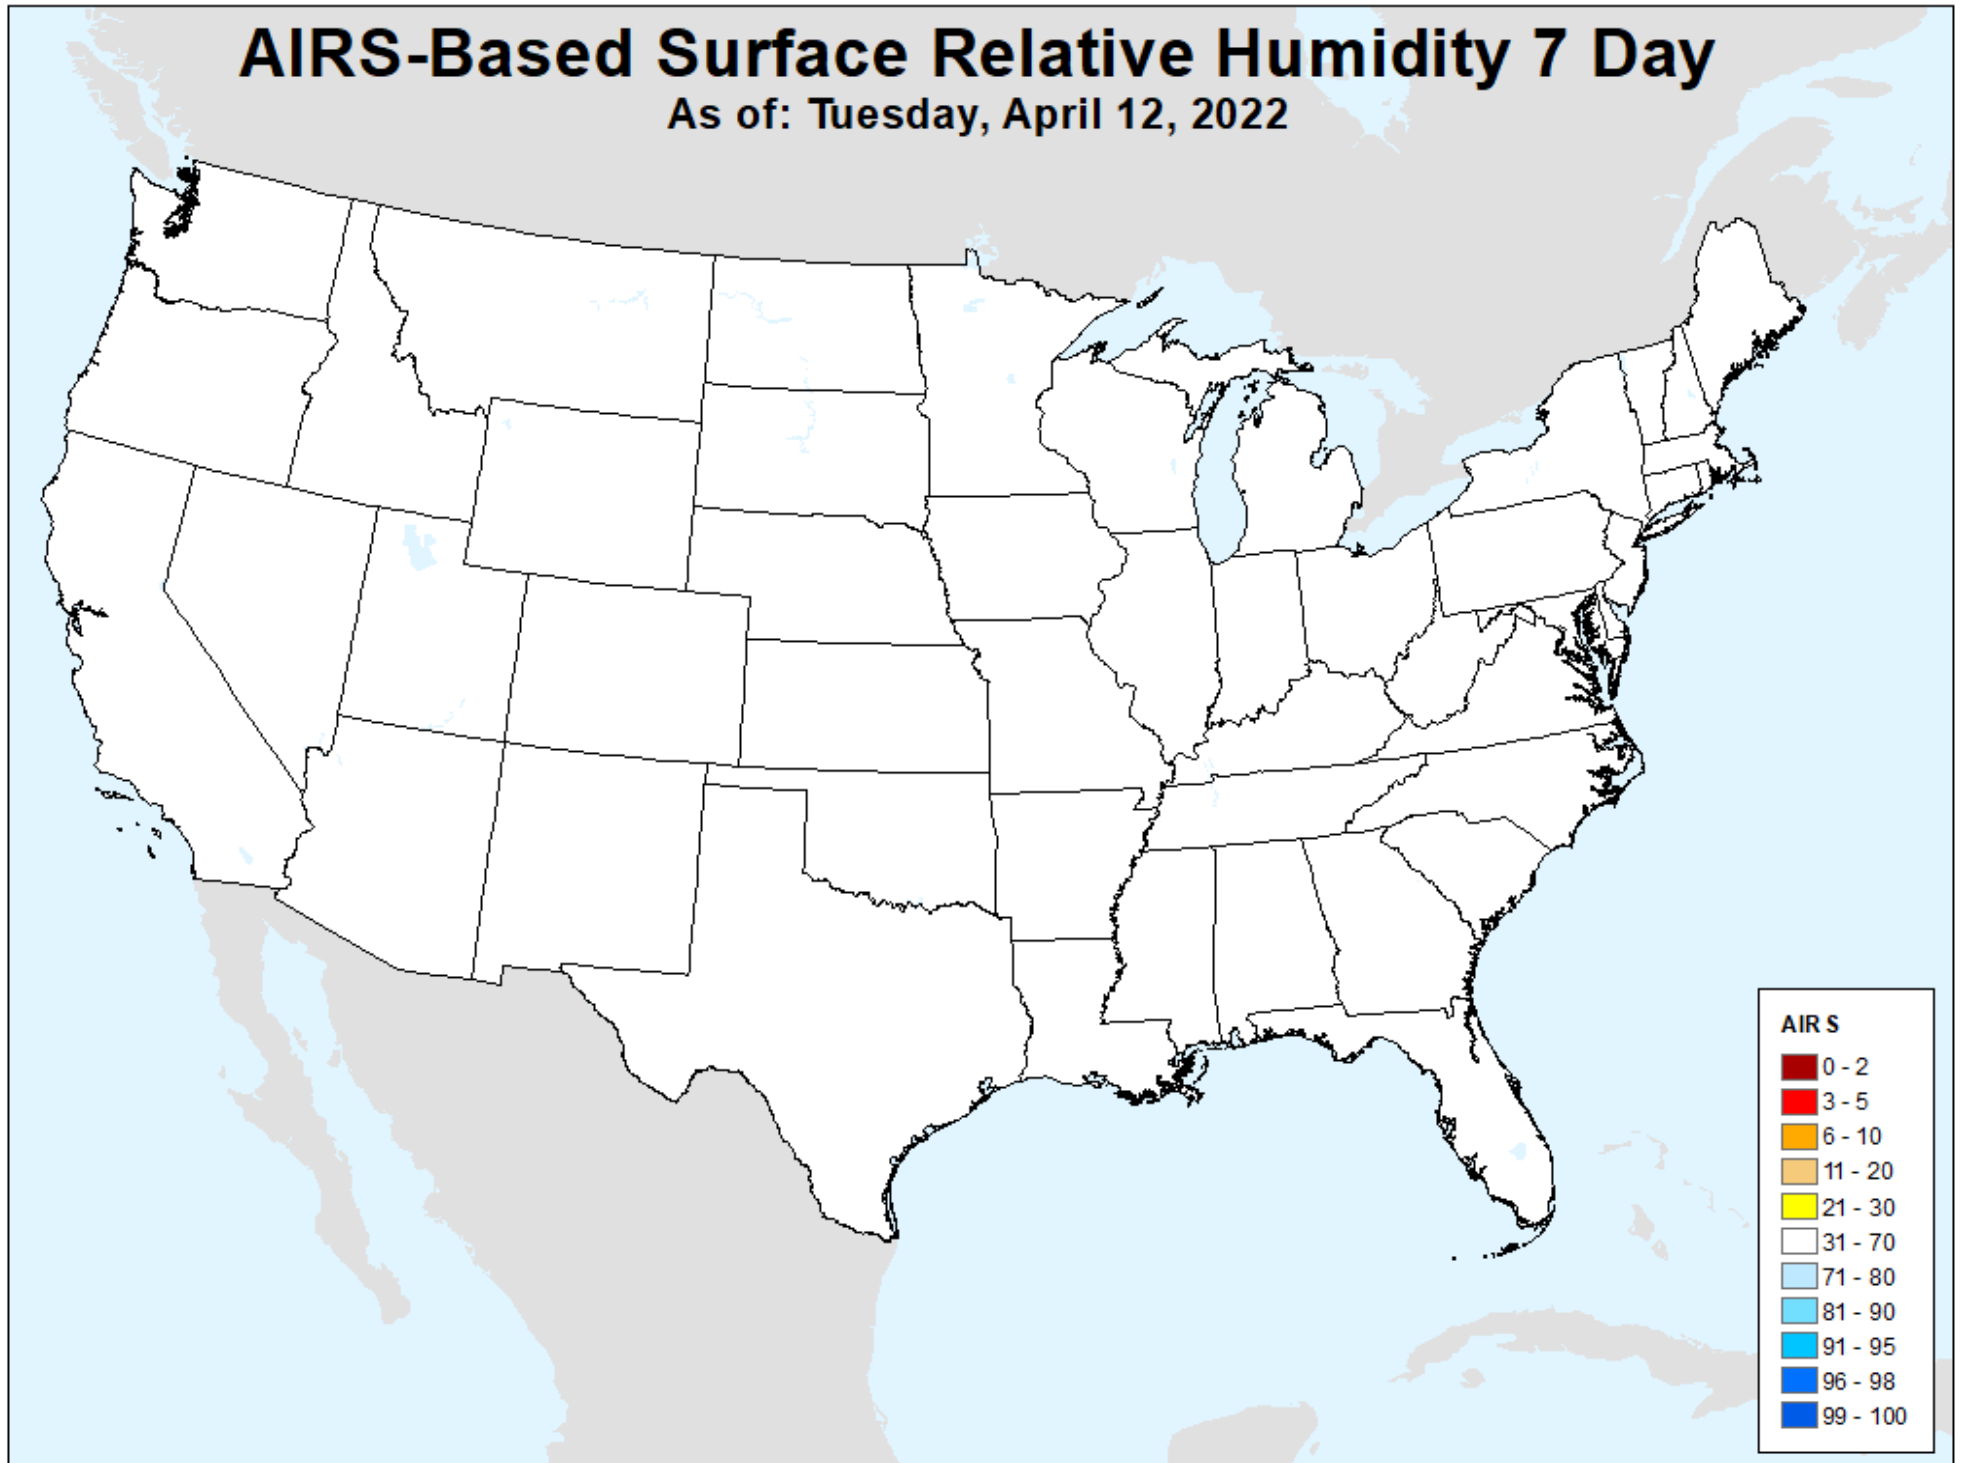 AIRS-Based Surface Relative Humidity 7 Day
As of: Tuesday, April 12, 2022
AIRS
0 - 2
3 - 5
6 - 10
11 - 20
21 - 30
31 - 70
71 - 80
81 - 90
91 - 95
96 - 98
99 - 100